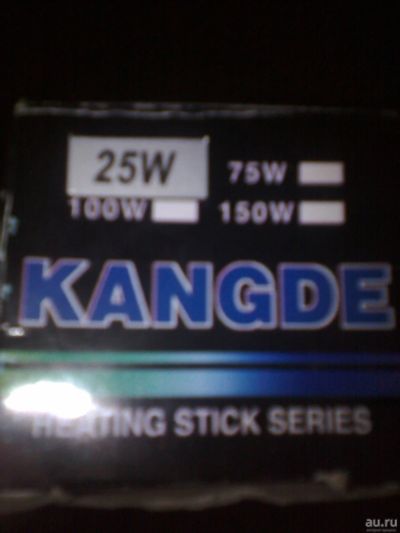 25W 75W
100W 150W
KANGDE
HEATING STICK SERIES
au.ru